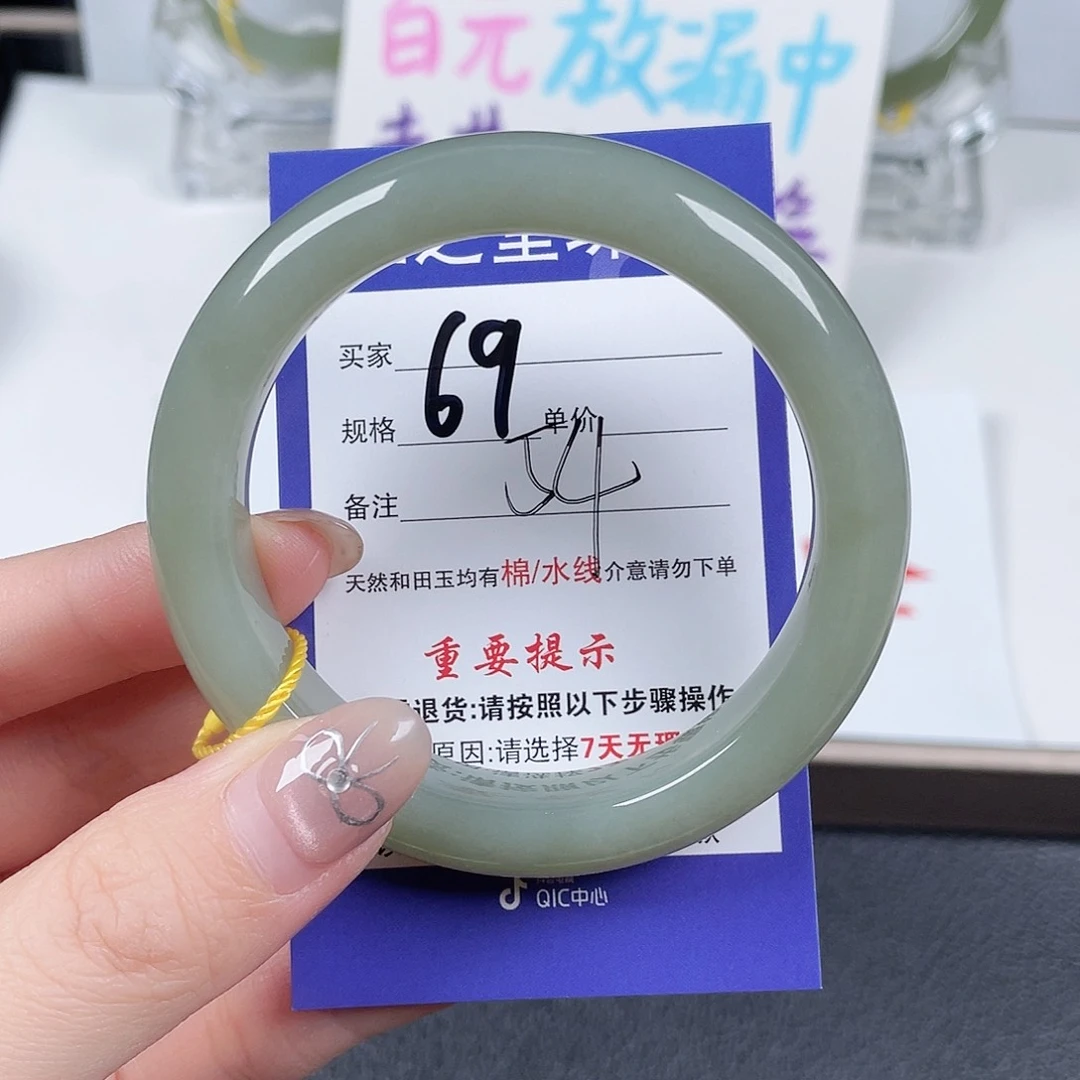 白元 放漏中
之星
买家
69
规格 单价
备注
天然和田玉均有棉/水线介意请勿下单
重要提示
退货:请按照以下步骤操作
原因:请选择7天无理
QIC中心